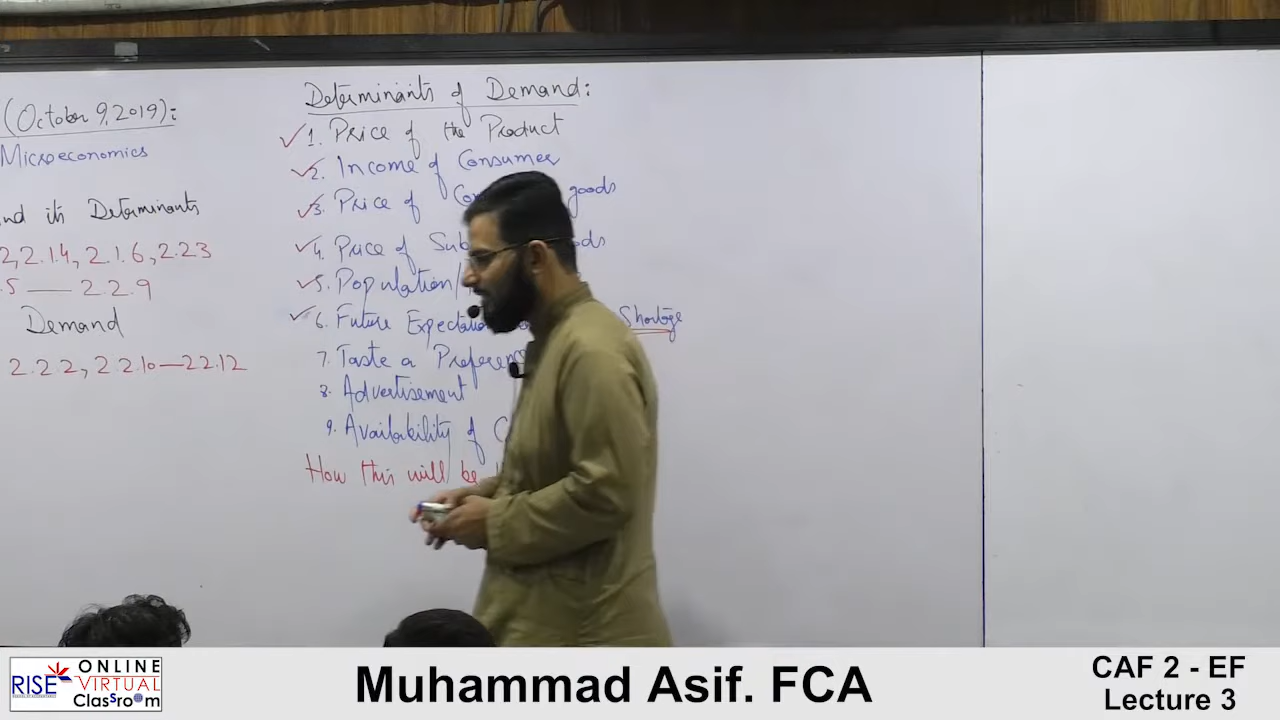 (October 9, 2019):
Microeconomics
and its Determinants
2, 2.1.4, 2.1.6, 2.23
.5 — 2.2.9
Demand
2.2.2, 2.2.10—2.2.12
Determinants of Demand:
1. Price of the Product
2. Income of Consumer
3. Price of goods
4. Price of
5. Population/
6. Future Shortage
7. Taste or
8. Advertisement
9. Availability of
How this will be
RISE
ONLINE
VIRTUAL
Classroom
Muhammad Asif. FCA
CAF 2 - EF
Lecture 3